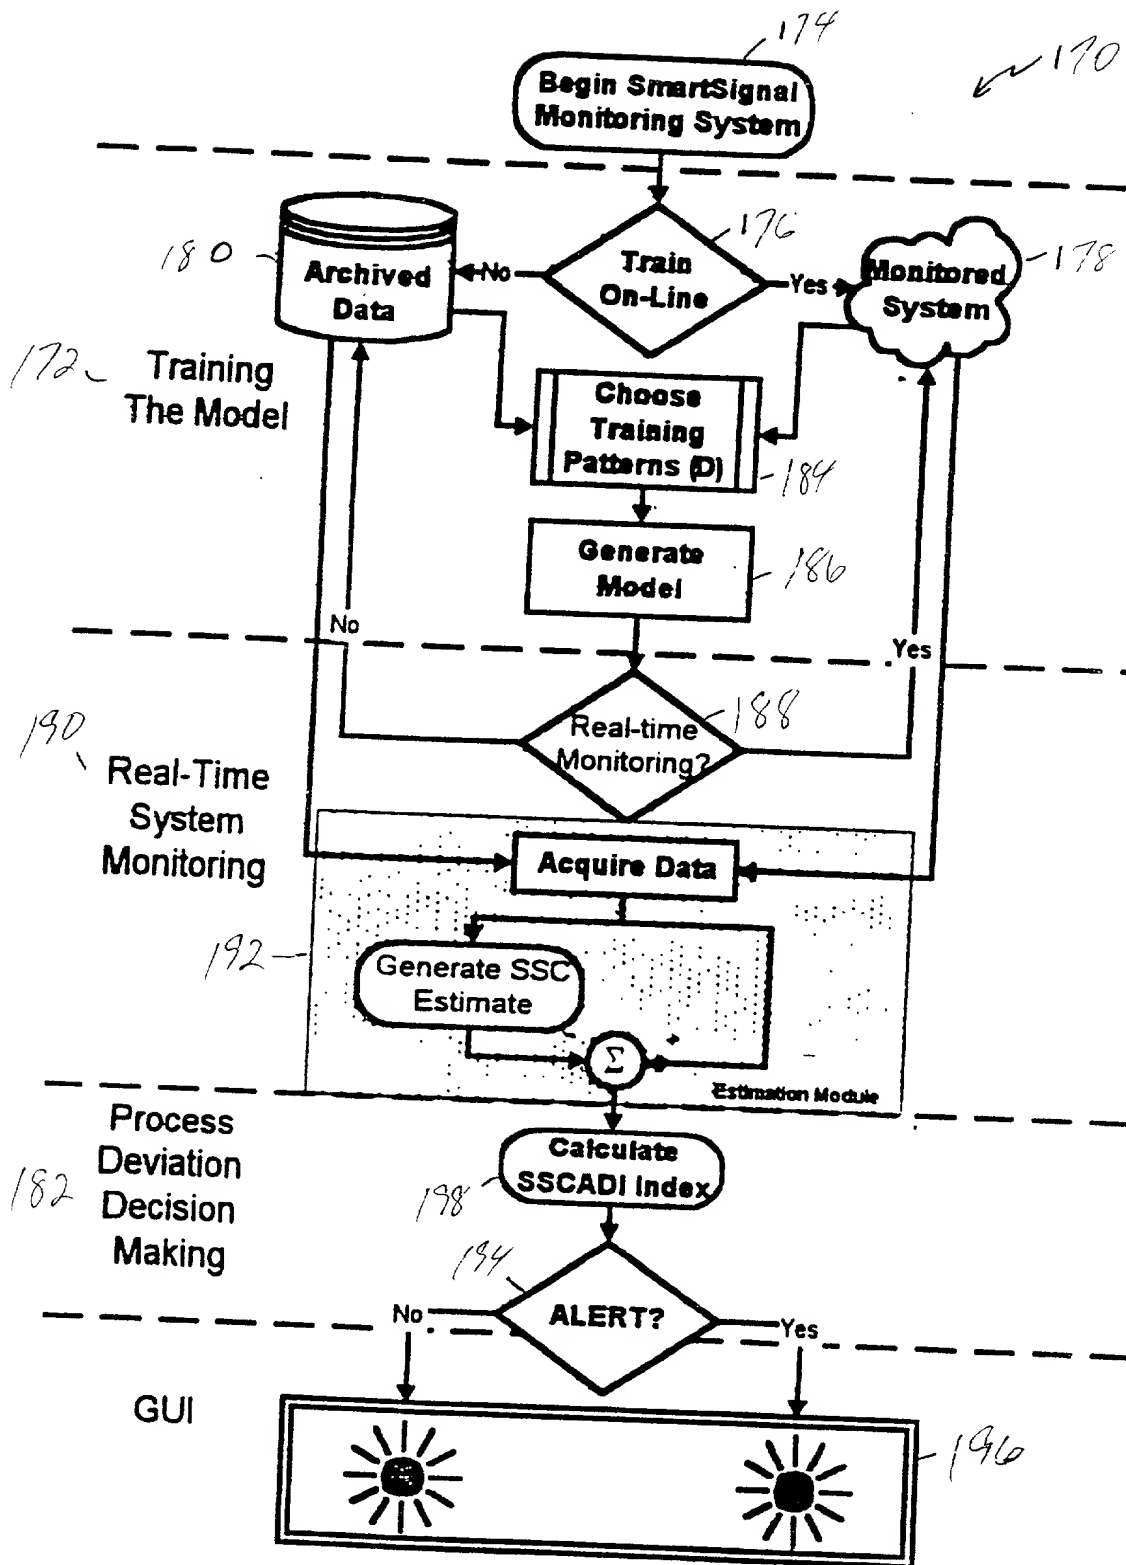 174
170
Begin SmartSignal
Monitoring System
180
Archived
Data
No
Train
On-Line
176
Yes
Monitored
System
178
172
Training
The Model
Choose
Training
Patterns (D)
184
Generate
Model
186
No
Yes
190
Real-Time
System
Monitoring
Real-time
Monitoring?
188
Acquire Data
192
Generate SSC
Estimate
Σ
Estimation Module
182
Process
Deviation
Decision
Making
Calculate
SSCADI Index
198
194
ALERT?
No
Yes
GUI
196